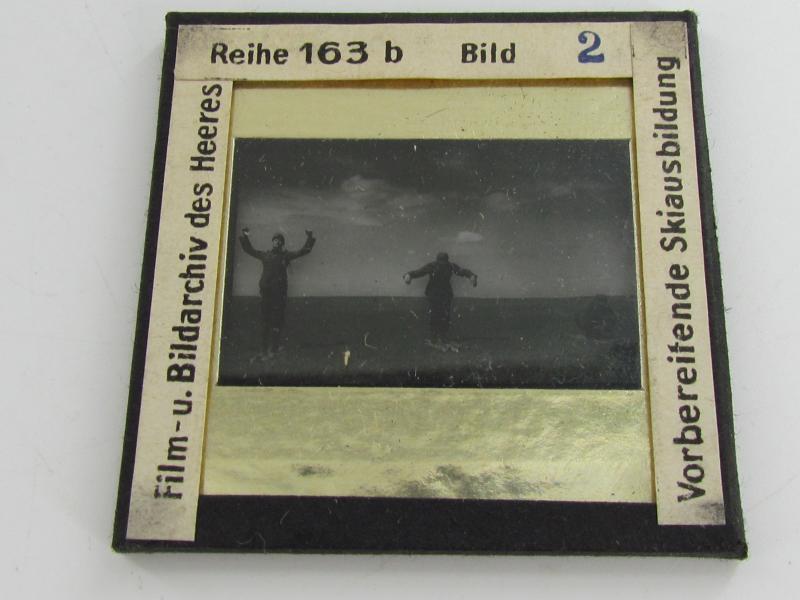 Reihe 163 b Bild 2
Film-u. Bildarchiv des Heeres
Vorbereitende Skiausbildung